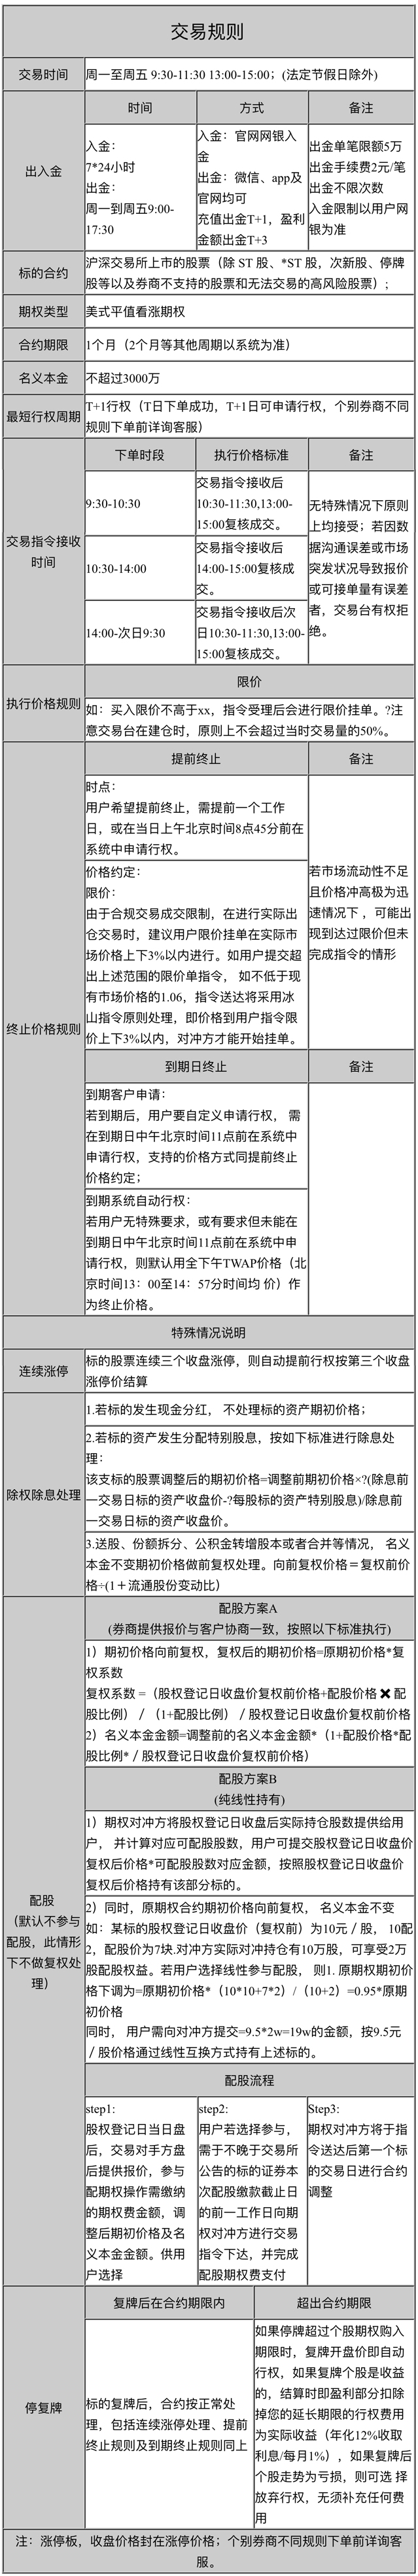 交易规则
交易时间
周一至周五 9:30-11:30 13:00-15:00；(法定节假日除外)
出入金
时间
方式
备注
入金：
7*24小时
出金：
周一到周五9:00-
17:30
入金：官网网银入
金
出金：微信、app及
官网均可
充值出金T+1，盈利
金额出金T+3
出金单笔限额5万
出金手续费2元/笔
出金不限次数
入金限制以用户网
银为准
标的合约
沪深交易所上市的股票（除 ST 股、*ST 股，次新股、停牌
股等以及券商不支持的股票和无法交易的高风险股票）；
期权类型
美式平值看涨期权
合约期限
1个月（2个月等其他周期以系统为准）
名义本金
不超过3000万
最短行权周期
T+1行权（T日下单成功，T+1日可申请行权，个别券商不同
规则下单前详询客服）
交易指令接收
时间
下单时段
执行价格标准
备注
9:30-10:30
交易指令接收后
10:30-11:30,13:00-
15:00复核成交。
10:30-14:00
交易指令接收后
14:00-15:00复核成
交。
14:00-次日9:30
交易指令接收后次
日10:30-11:30,13:00-
15:00复核成交。
无特殊情况下原则
上均接受；若因数
据沟通误差或市场
突发状况导致报价
或可接单量有误差
者，交易台有权拒
绝。
执行价格规则
限价
如：买入限价不高于xx，指令受理后会进行限价挂单。?注
意交易台在建仓时，原则上不会超过当时交易量的50%。
终止价格规则
提前终止
备注
时点：
用户希望提前终止，需提前一个工作
日，或在当日上午北京时间8点45分前在
系统中申请行权。
价格约定：
限价：
由于合规交易成交限制，在进行实际出
仓交易时，建议用户限价挂单在实际市
场价格上下3%以内进行。如用户提交超
出上述范围的限价单指令， 如不低于现
有市场价格的1.06，指令送达将采用冰
山指令原则处理，即价格到用户指令限
价上下3%以内，对冲方才能开始挂单。
若市场流动性不足
且价格冲高极为迅
速情况下 ，可能出
现到达过限价但未
完成指令的情形
到期日终止
备注
到期客户申请：
若到期后，用户要自定义申请行权， 需
在到期日中午北京时间11点前在系统中
申请行权，支持的价格方式同提前终止
价格约定；
到期系统自动行权：
若用户无特殊要求，或有要求但未能在
到期日中午北京时间11点前在系统中申
请行权，则默认用全下午TWAP价格（北
京时间13：00至14：57分时间均 价）作
为终止价格。
特殊情况说明
连续涨停
标的股票连续三个收盘涨停，则自动提前行权按第三个收盘
涨停价结算
除权除息处理
1.若标的发生现金分红， 不处理标的资产期初价格；
2.若标的资产发生分配特别股息，按如下标准进行除息处
理：
该支标的股票调整后的期初价格=调整前期初价格×?(除息前
一交易日标的资产收盘价-?每股标的资产特别股息)/除息前
一交易日标的资产收盘价。
3.送股、份额拆分、公积金转增股本或者合并等情况， 名义
本金不变期初价格做前复权处理。向前复权价格＝复权前价
格÷(1＋流通股份变动比）
配股
（默认不参与
配股，此情形
下不做复权处
理）
配股方案A
(券商提供报价与客户协商一致，按照以下标准执行)
1）期初价格向前复权，复权后的期初价格=原期初价格*复
权系数
复权系数 =（股权登记日收盘价复权前价格+配股价格 ✖ 配
股比例）/（1+配股比例）/ 股权登记日收盘价复权前价格
2）名义本金金额=调整前的名义本金金额*（1+配股价格*配
股比例* / 股权登记日收盘价复权前价格）
配股方案B
(纯线性持有)
1）期权对冲方将股权登记日收盘后实际持仓股数提供给用
户， 并计算对应可配股股数，用户可提交股权登记日收盘价
复权后价格*可配股股数对应金额，按照股权登记日收盘价
复权后价格持有该部分标的。
2）同时，原期权合约期初价格向前复权， 名义本金不变
如：某标的股权登记日收盘价（复权前）为10元 / 股， 10配
2，配股价为7块.对冲方实际对冲持仓有10万股，可享受2万
股配股权益。若用户选择线性参与配股， 则1. 原期权期初价
格下调为=原期初价格*（10*10+7*2）/（10+2）=0.95*原期
初价格
同时， 用户需向对冲方提交=9.5*2w=19w的金额，按9.5元
/ 股价格通过线性互换方式持有上述标的。
配股流程
step1:
股权登记日当日盘
后，交易对手方盘
后提供报价，参与
配期权操作需缴纳
的期权费金额，调
整后期初价格及名
义本金金额。供用
户选择
step2:
用户若选择参与，
需于不晚于交易所
公告的标的证券本
次配股缴款截止日
的前一工作日向期
权对冲方进行交易
指令下达，并完成
配股期权费支付
Step3:
期权对冲方将于指
令送达后第一个标
的交易日进行合约
调整
停复牌
复牌后在合约期限内
超出合约期限
标的复牌后，合约按正常处
理，包括连续涨停处理、提前
终止规则及到期终止规则同上
如果停牌超过个股期权购入
期限时，复牌开盘价即自动
行权，如果复牌个股是收益
的，结算时即盈利部分扣除
掉您的延长期限的行权费用
为实际收益（年化12%收取
利息/每月1%），如果复牌后
个股走势为亏损，则可选 择
放弃行权，无须补充任何费
用
注：涨停板，收盘价格封在涨停价格；个别券商不同规则下单前详询客
服。